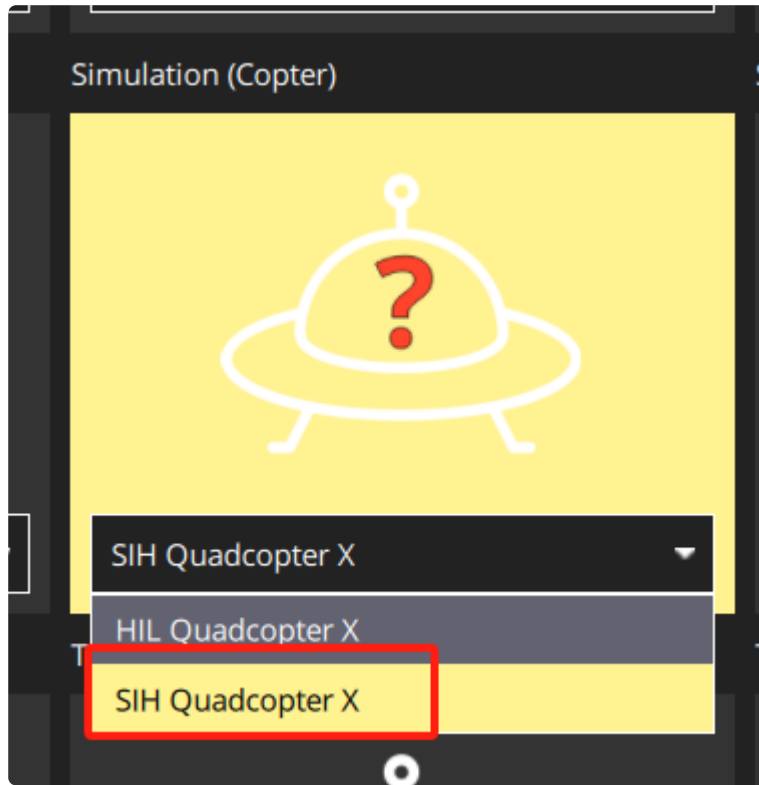 Simulation (Copter)
?
SIH Quadcopter X
HIL Quadcopter X
SIH Quadcopter X